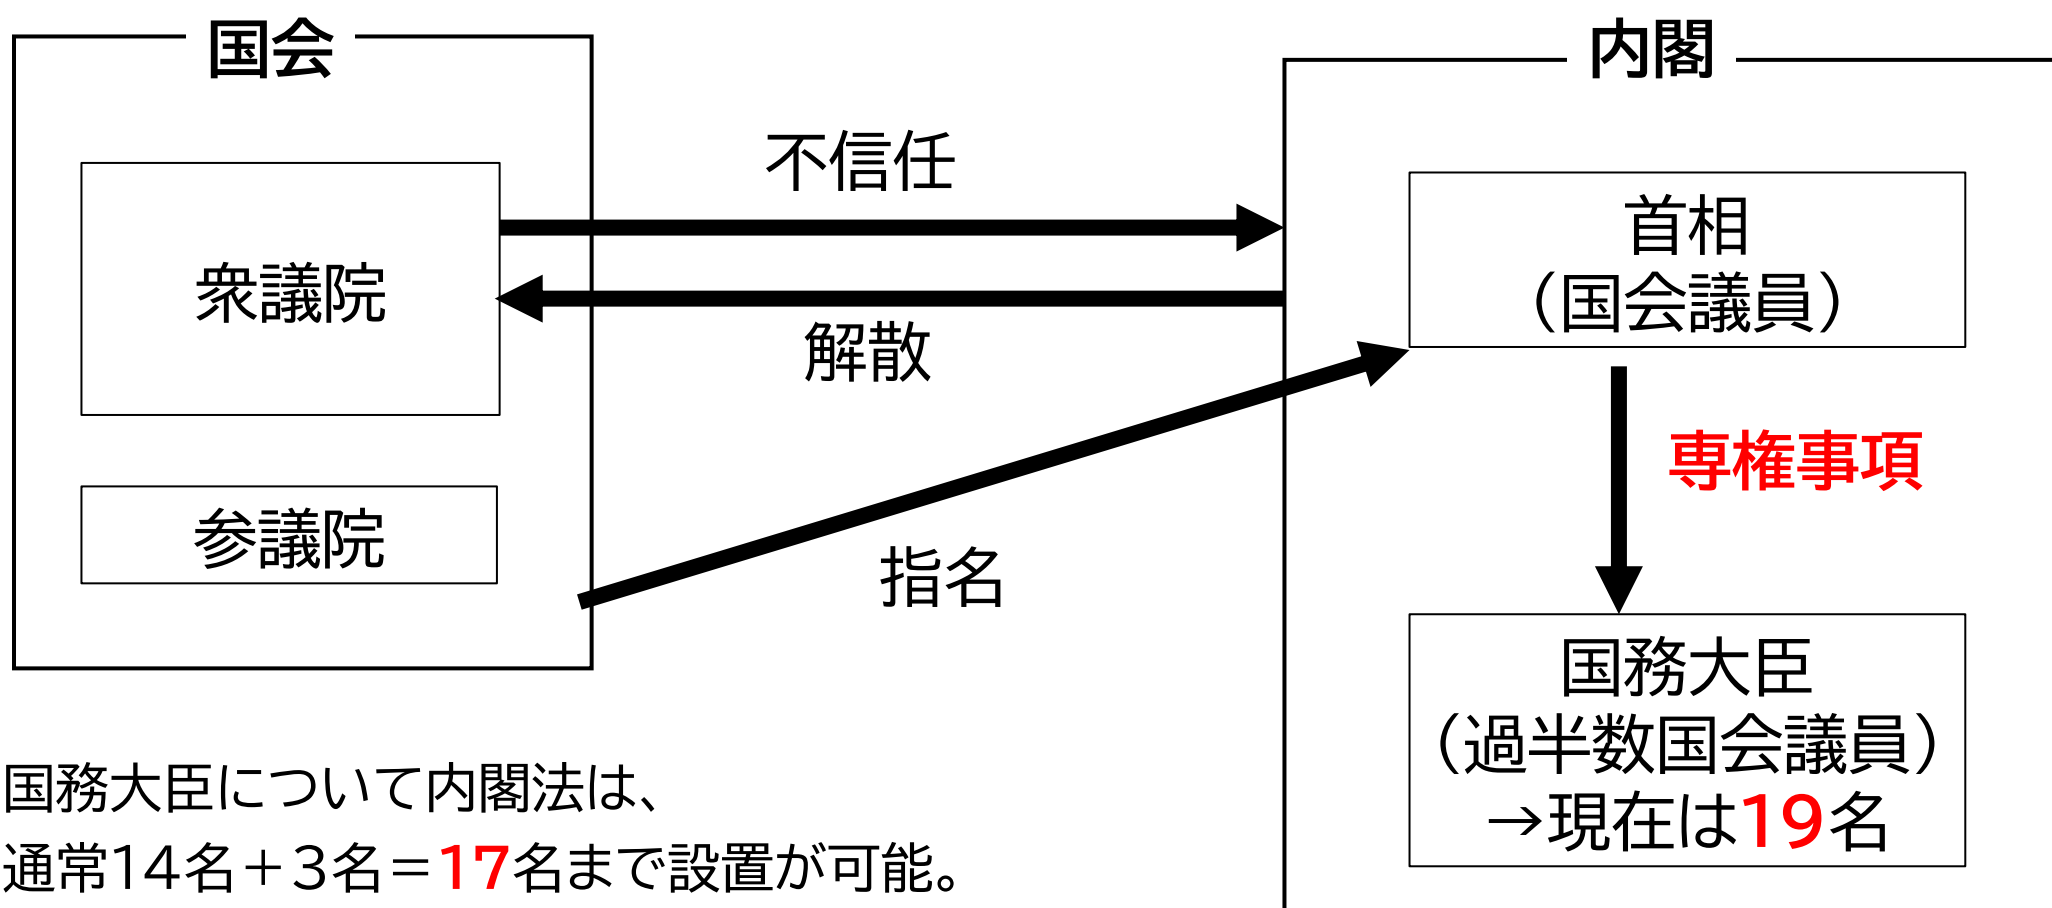 国会
内閣
不信任
衆議院
解散
首相
（国会議員）
専権事項
参議院
指名
国務大臣
（過半数国会議員）
→現在は19名
国務大臣について内閣法は、
通常14名＋3名＝17名まで設置が可能。